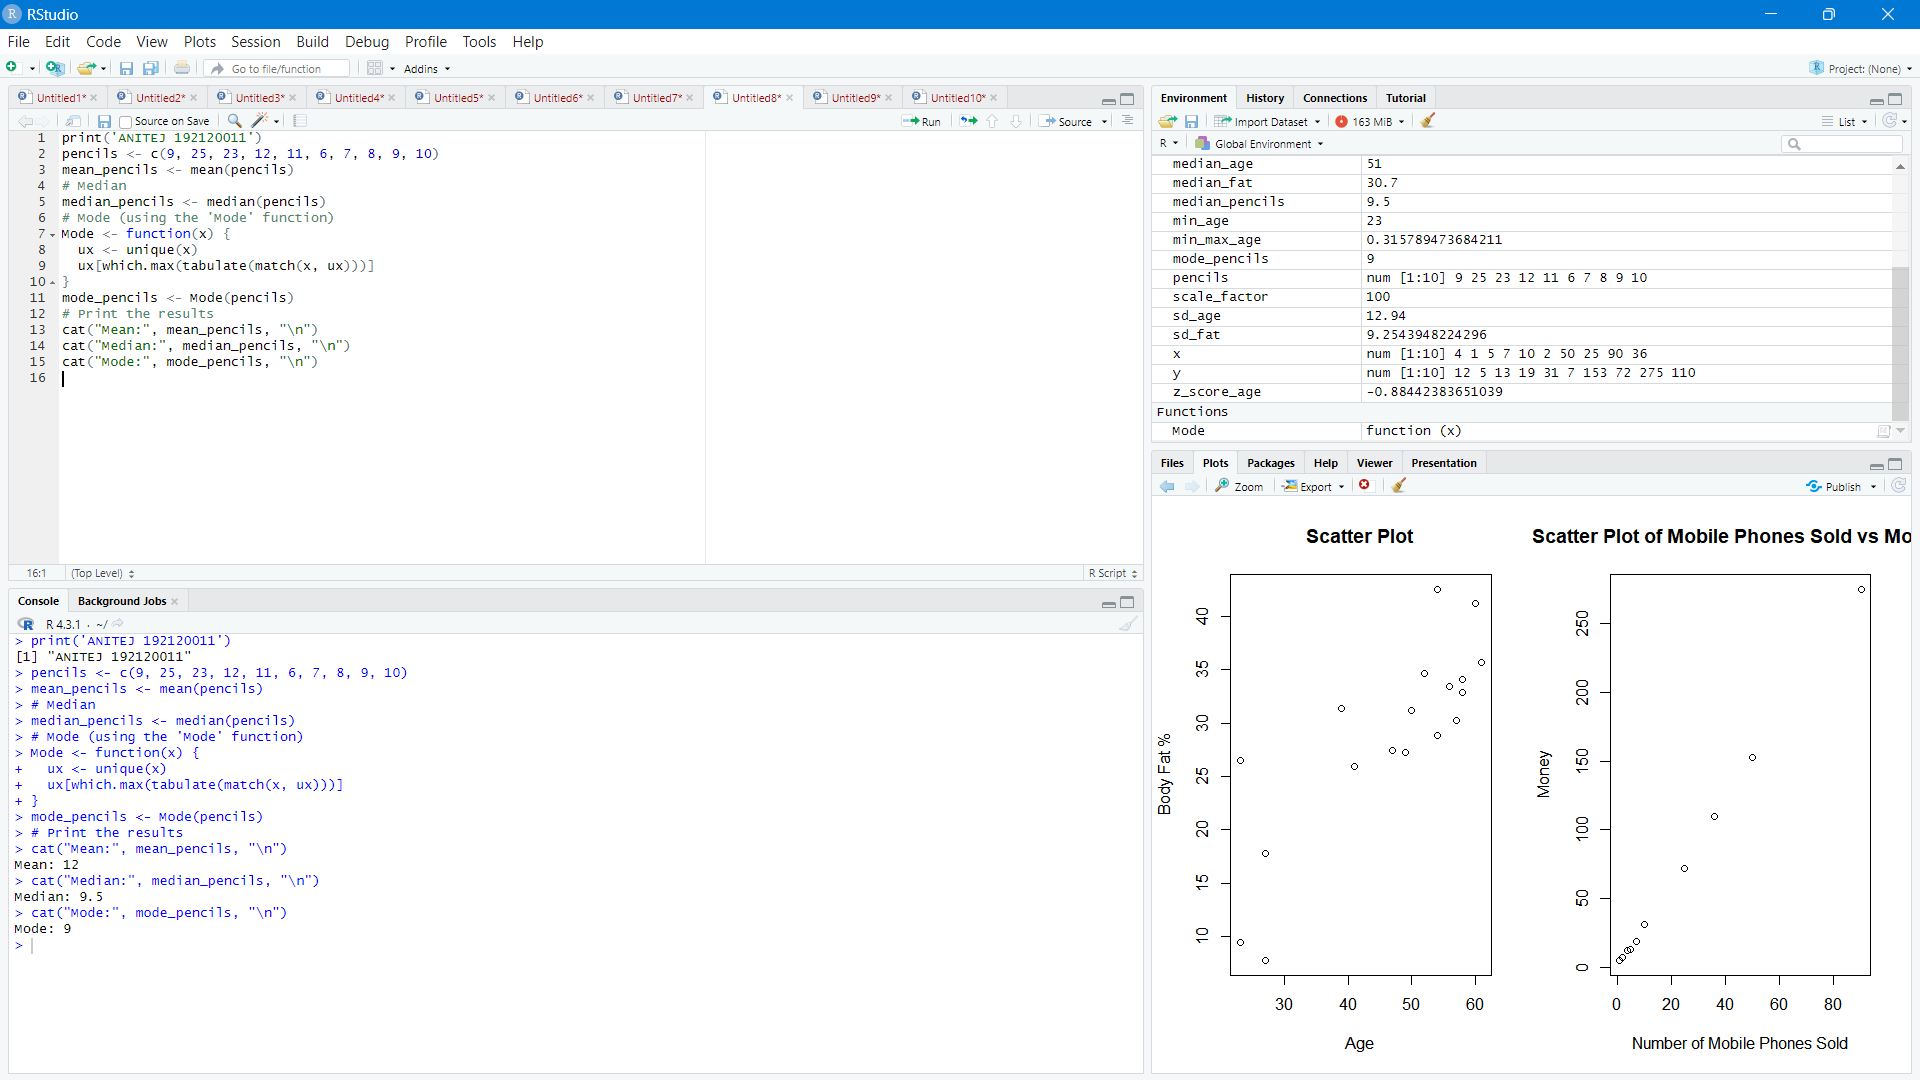 RStudio
File Edit Code View Plots Session Build Debug Profile Tools Help
Go to file/function Addins Project: (None)
Untitled1* Untitled2* Untitled3* Untitled4* Untitled5* Untitled6* Untitled7* Untitled8* Untitled9* Untitled10*
Source on Save Run Source
1 print('ANITEJ 192120011')
2 pencils <- c(9, 25, 23, 12, 11, 6, 7, 8, 9, 10)
3 mean_pencils <- mean(pencils)
4 # Median
5 median_pencils <- median(pencils)
6 # Mode (using the 'Mode' function)
7 Mode <- function(x) {
8 ux <- unique(x)
9 ux[which.max(tabulate(match(x, ux)))]
10 }
11 mode_pencils <- Mode(pencils)
12 # Print the results
13 cat("Mean:", mean_pencils, "\n")
14 cat("Median:", median_pencils, "\n")
15 cat("Mode:", mode_pencils, "\n")
16
16:1 (Top Level) R Script
Console Background Jobs
R 4.3.1 · ~/
> print('ANITEJ 192120011')
[1] "ANITEJ 192120011"
> pencils <- c(9, 25, 23, 12, 11, 6, 7, 8, 9, 10)
> mean_pencils <- mean(pencils)
> # Median
> median_pencils <- median(pencils)
> # Mode (using the 'Mode' function)
> Mode <- function(x) {
+ ux <- unique(x)
+ ux[which.max(tabulate(match(x, ux)))]
+ }
> mode_pencils <- Mode(pencils)
> # Print the results
> cat("Mean:", mean_pencils, "\n")
Mean: 12
> cat("Median:", median_pencils, "\n")
Median: 9.5
> cat("Mode:", mode_pencils, "\n")
Mode: 9
>
Environment History Connections Tutorial
Import Dataset 163 MiB List
R Global Environment
median_age 51
median_fat 30.7
median_pencils 9.5
min_age 23
min_max_age 0.315789473684211
mode_pencils 9
pencils num [1:10] 9 25 23 12 11 6 7 8 9 10
scale_factor 100
sd_age 12.94
sd_fat 9.2543948224296
x num [1:10] 4 1 5 7 10 2 50 25 90 36
y num [1:10] 12 5 13 19 31 7 153 72 275 110
z_score_age -0.88442383651039
Functions
Mode function (x)
Files Plots Packages Help Viewer Presentation
Zoom Export Publish
Scatter Plot
Body Fat %
40
35
30
25
20
15
10
30 40 50 60
Age
Scatter Plot of Mobile Phones Sold vs Mo
Money
250
200
150
100
50
0
0 20 40 60 80
Number of Mobile Phones Sold